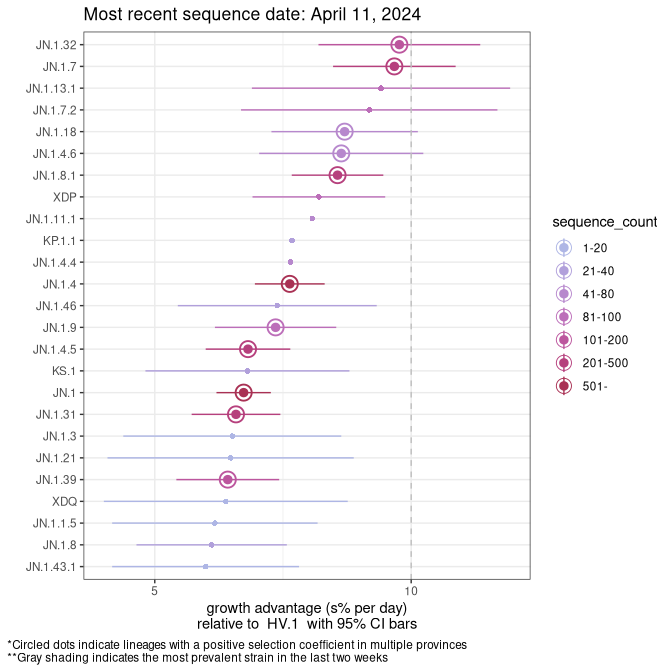 Most recent sequence date: April 11, 2024
JN.1.32
JN.1.7
JN.1.13.1
JN.1.7.2
JN.1.18
JN.1.4.6
JN.1.8.1
XDP
JN.1.11.1
KP.1.1
JN.1.4.4
JN.1.4
JN.1.46
JN.1.9
JN.1.4.5
KS.1
JN.1
JN.1.31
JN.1.3
JN.1.21
JN.1.39
XDQ
JN.1.1.5
JN.1.8
JN.1.43.1
5 10
growth advantage (s% per day)
relative to HV.1 with 95% CI bars
sequence_count
1-20
21-40
41-80
81-100
101-200
201-500
501-
*Circled dots indicate lineages with a positive selection coefficient in multiple provinces
**Gray shading indicates the most prevalent strain in the last two weeks